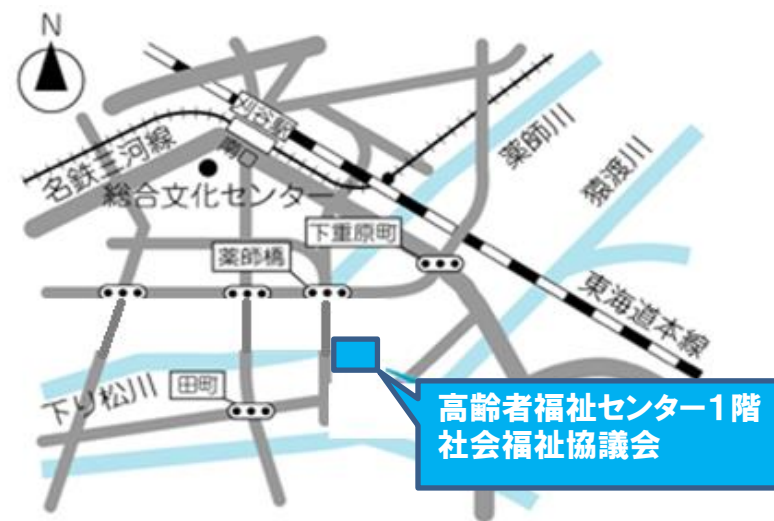 N
刈谷駅
南口
名鉄三河線
総合文化センター
薬師川
猿渡川
下重原町
薬師橋
東海道本線
下り松川
田町
高齢者福祉センター1階
社会福祉協議会